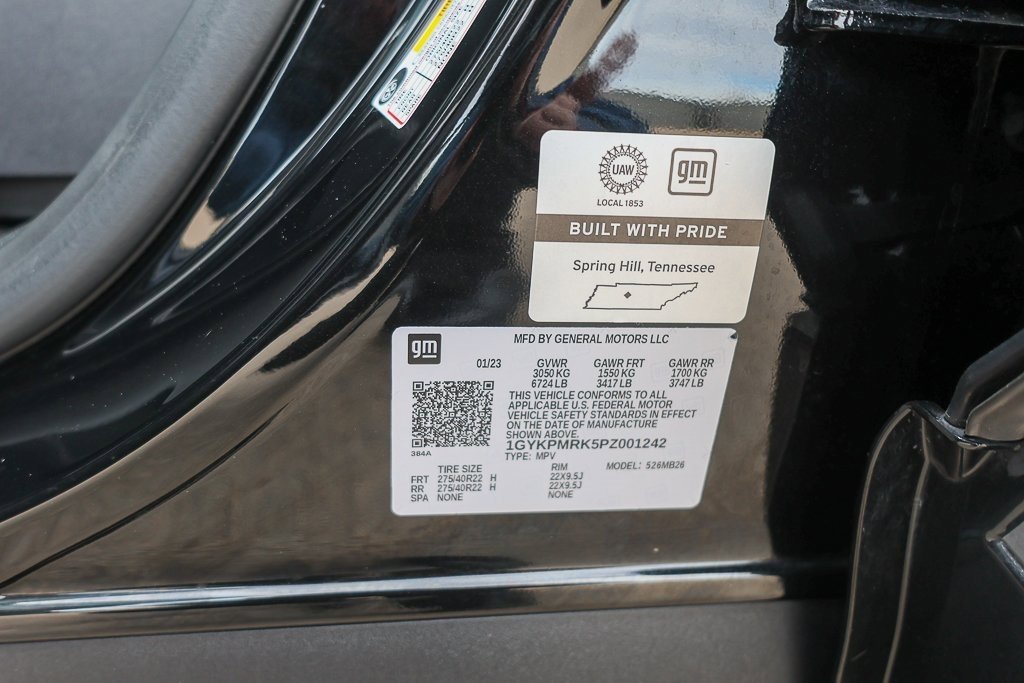 UAW
gm
LOCAL 1853
BUILT WITH PRIDE
Spring Hill, Tennessee
gm
MFD BY GENERAL MOTORS LLC
01/23 GVWR GAWR FRT GAWR RR
3050 KG 1550 KG 1700 KG
6724 LB 3417 LB 3747 LB
THIS VEHICLE CONFORMS TO ALL
APPLICABLE U.S. FEDERAL MOTOR
VEHICLE SAFETY STANDARDS IN EFFECT
ON THE DATE OF MANUFACTURE
SHOWN ABOVE.
1GYKPMRK5PZ001242
384A
TYPE: MPV MODEL: 526MB26
TIRE SIZE RIM
FRT 275/40R22 H 22X9.5J
RR 275/40R22 H 22X9.5J
SPA NONE NONE